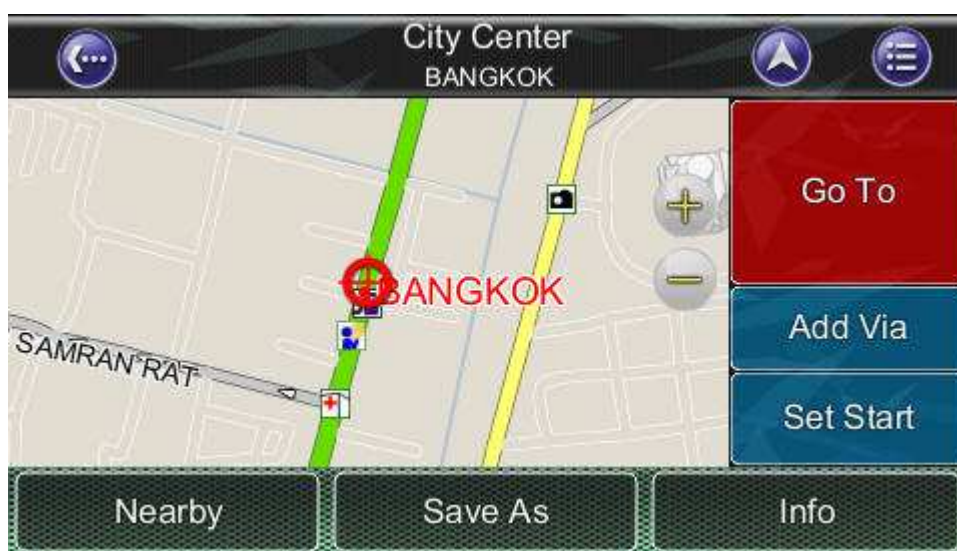 City Center
BANGKOK
Go To
BANGKOK
Add Via
SAMRAN RAT
Set Start
Nearby
Save As
Info